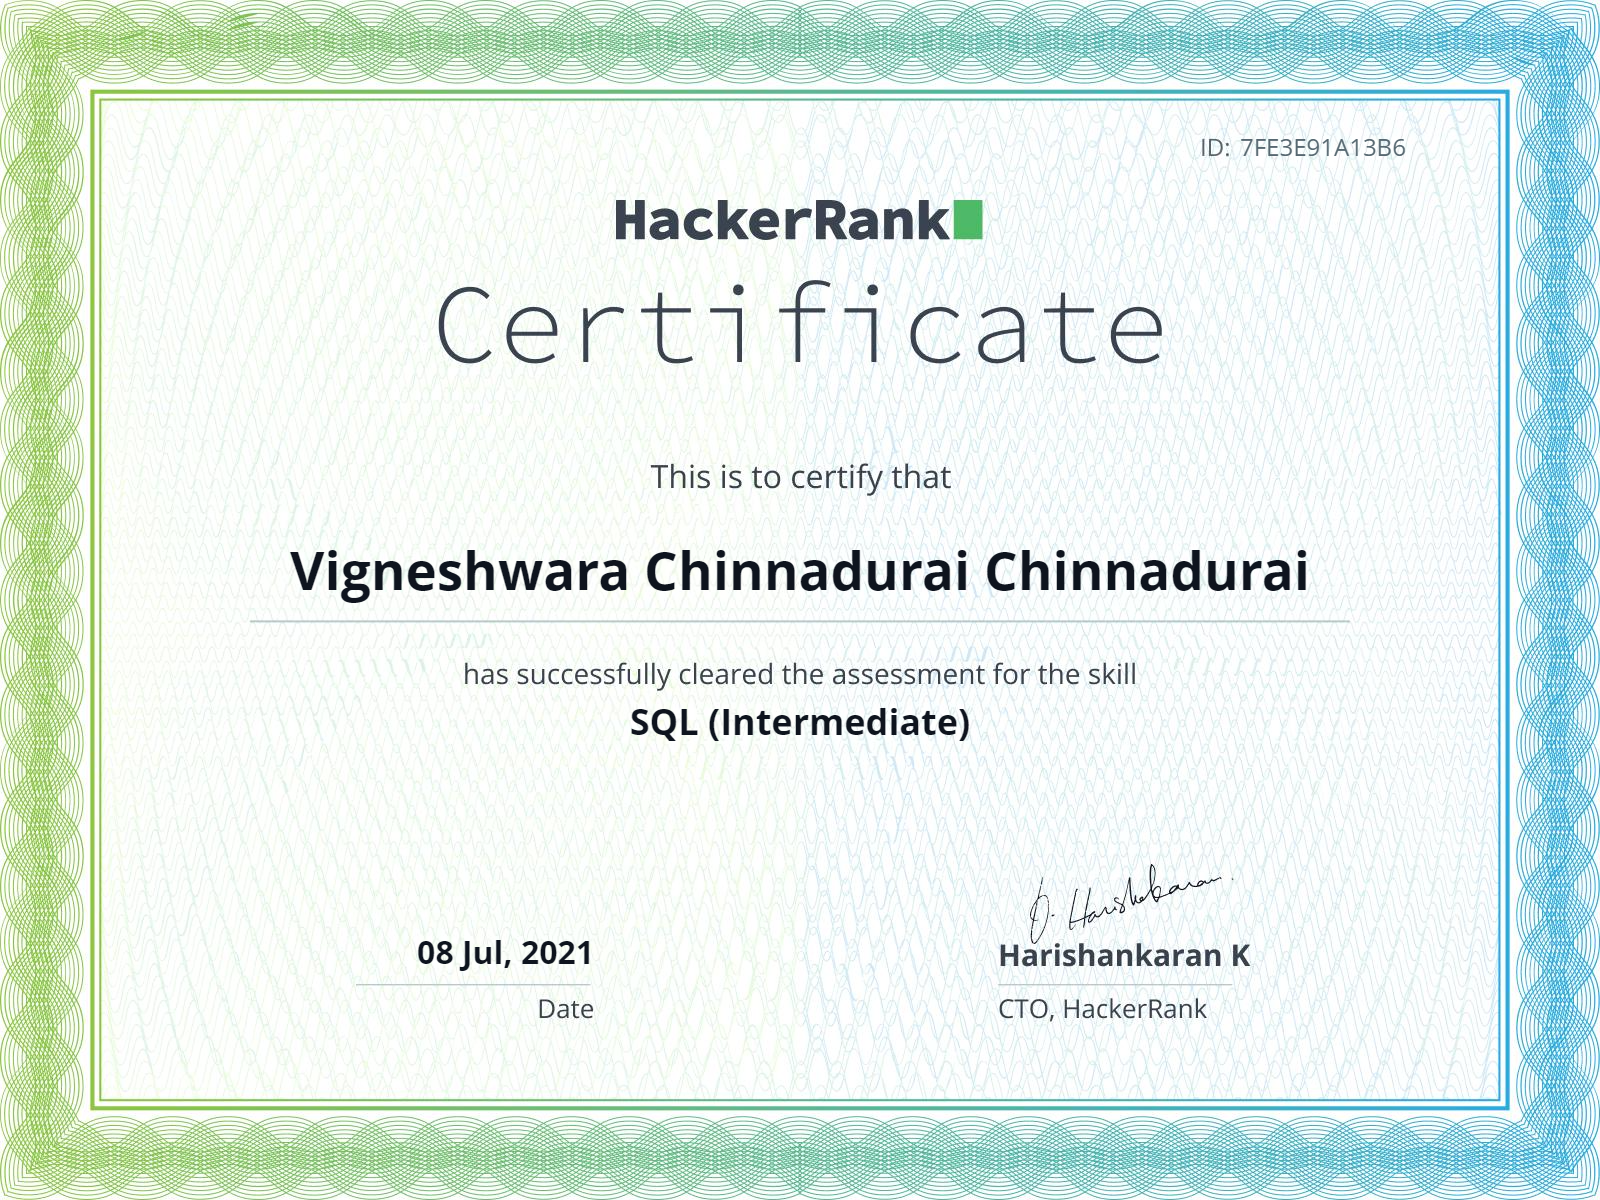 ID: 7FE3E91A13B6
HackerRank
Certificate
This is to certify that
Vigneshwara Chinnadurai Chinnadurai
has successfully cleared the assessment for the skill
SQL (Intermediate)
J. Harishankaran
08 Jul, 2021
Harishankaran K
Date
CTO, HackerRank